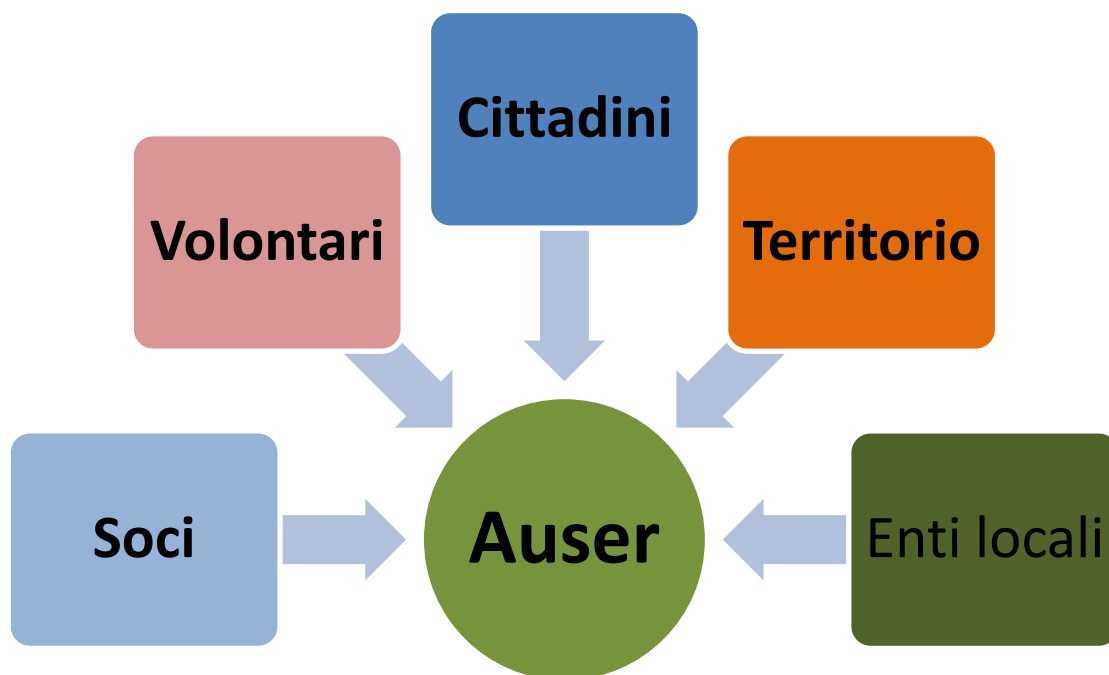 Cittadini
Volontari
Territorio
Soci
Auser
Enti locali